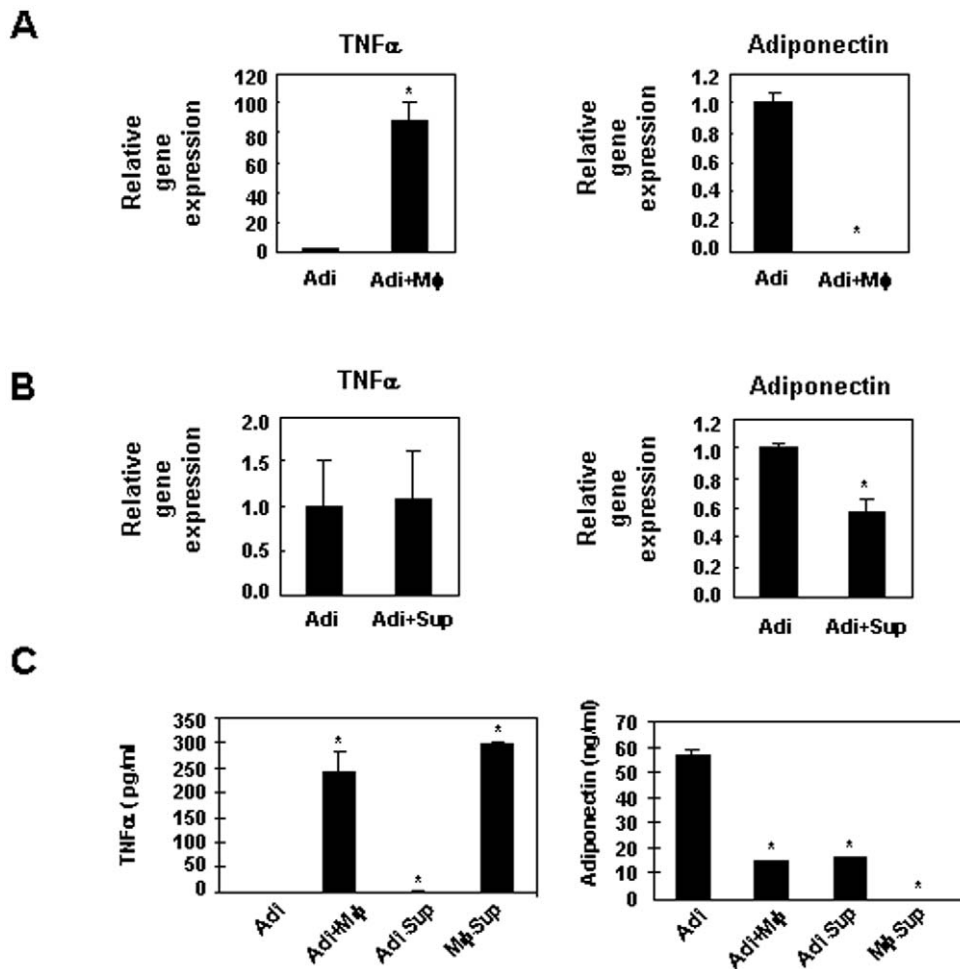 A
TNFα
Relative gene expression
120
100
80
60
40
20
0
*
Adi
Adi+Mϕ
Adiponectin
Relative gene expression
1.2
1.0
0.8
0.6
0.4
0.2
0.0
*
Adi
Adi+Mϕ
B
TNFα
Relative gene expression
2.0
1.5
1.0
0.5
0.0
Adi
Adi+Sup
Adiponectin
Relative gene expression
1.2
1.0
0.8
0.6
0.4
0.2
0.0
*
Adi
Adi+Sup
C
TNFα ( pg/ml
350
300
250
200
150
100
50
0
*
*
*
Adi
Adi+Mϕ
Adi Sup
Mϕ Sup
Adiponectin (ng/ml)
70
60
50
40
30
20
10
0
*
*
*
Adi
Adi+Mϕ
Adi Sup
Mϕ Sup